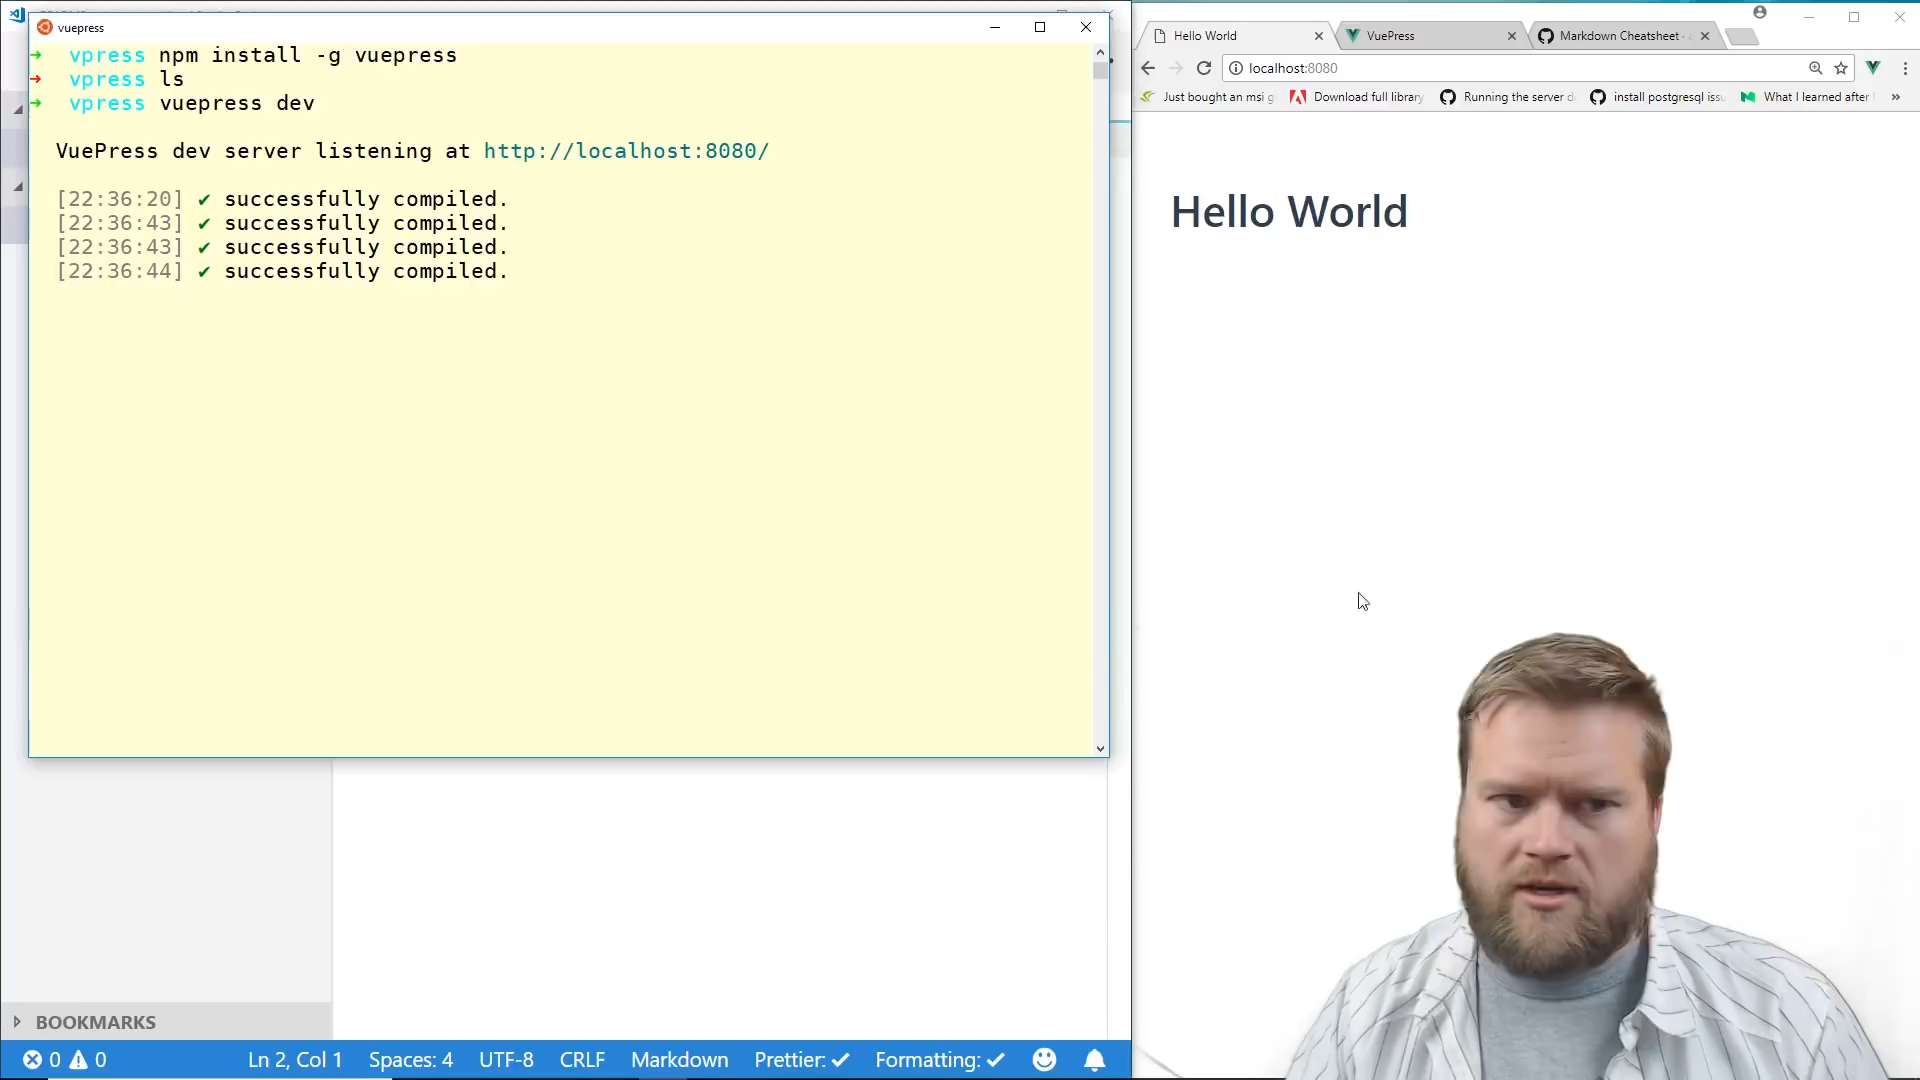 vuepress
➜ vpress npm install -g vuepress
➜ vpress ls
➜ vpress vuepress dev
VuePress dev server listening at http://localhost:8080/
[22:36:20] ✔ successfully compiled.
[22:36:43] ✔ successfully compiled.
[22:36:43] ✔ successfully compiled.
[22:36:44] ✔ successfully compiled.
BOOKMARKS
0 0 Ln 2, Col 1 Spaces: 4 UTF-8 CRLF Markdown Prettier: ✓ Formatting: ✓
Hello World VuePress Markdown Cheatsheet ·
localhost:8080
Just bought an msi g Download full library Running the server d install postgresql issu What I learned after »
Hello World